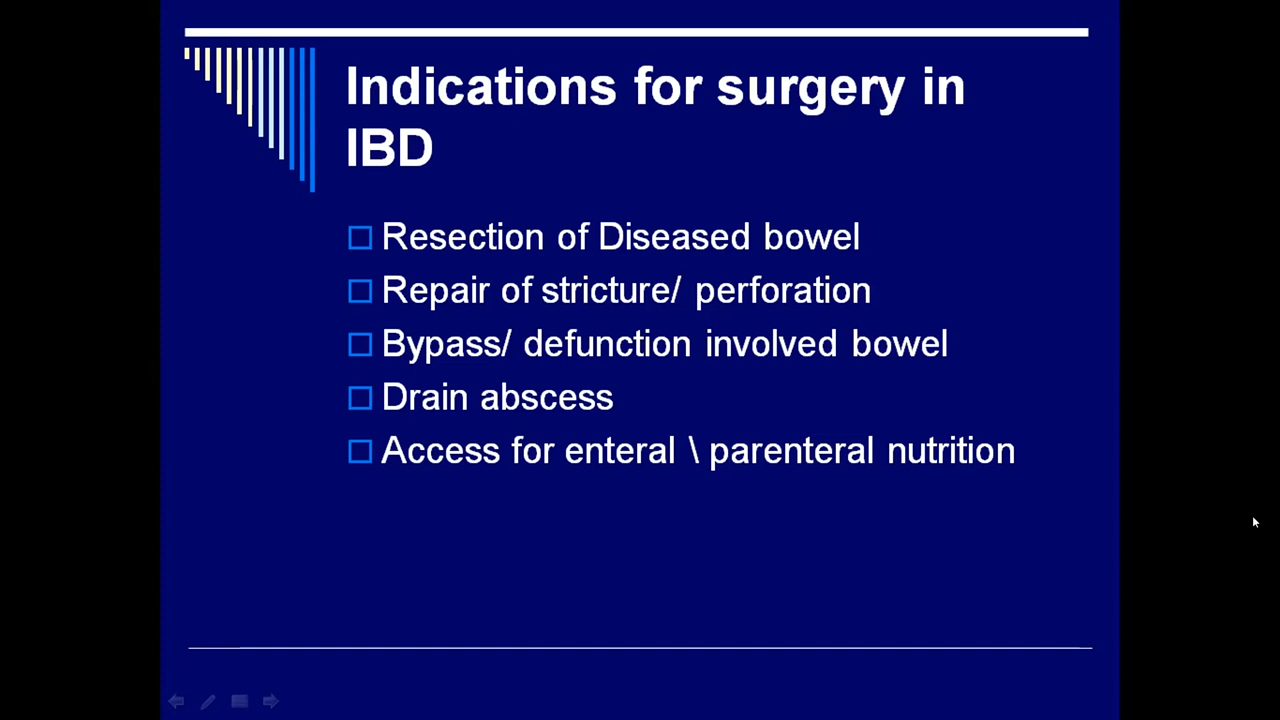 Indications for surgery in
IBD
Resection of Diseased bowel
Repair of stricture/ perforation
Bypass/ defunction involved bowel
Drain abscess
Access for enteral \ parenteral nutrition